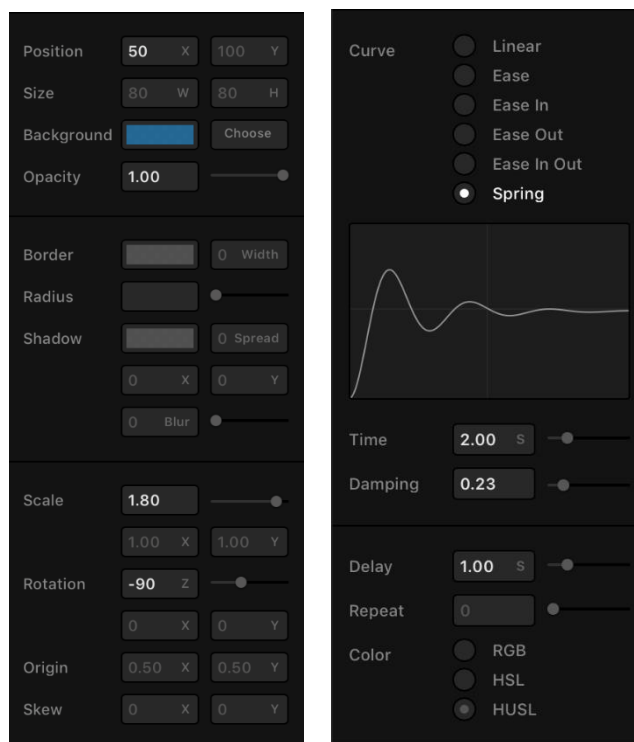 Position 50 X 100 Y
Size 80 W 80 H
Background Choose
Opacity 1.00
Border 0 Width
Radius
Shadow 0 Spread
0 X 0 Y
0 Blur
Scale 1.80
1.00 X 1.00 Y
Rotation -90 Z
0 X 0 Y
Origin 0.50 X 0.50 Y
Skew 0 X 0 Y
Curve Linear
Ease
Ease In
Ease Out
Ease In Out
Spring
Time 2.00 S
Damping 0.23
Delay 1.00 S
Repeat 0
Color RGB
HSL
HUSL